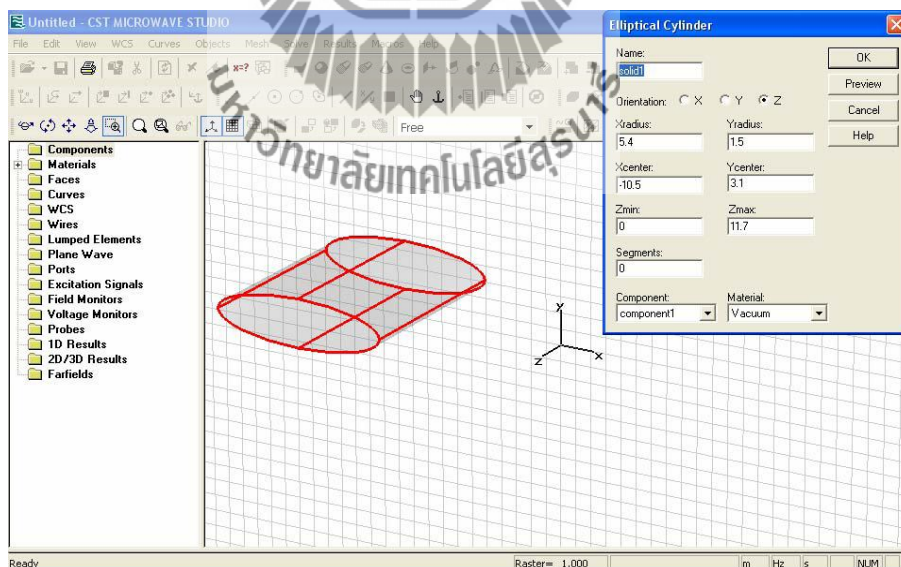 Untitled - CST MICROWAVE STUDIO
File Edit View WCS Curves Objects Mesh Solve Results Macros Help
Free
มหาวิทยาลัยเทคโนโลยีสุรนารี
Components
Materials
Faces
Curves
WCS
Wires
Lumped Elements
Plane Wave
Ports
Excitation Signals
Field Monitors
Voltage Monitors
Probes
1D Results
2D/3D Results
Farfields
y
z
x
Elliptical Cylinder
Name:
solid1
OK
Preview
Cancel
Help
Orientation: X Y Z
Xradius: Yradius:
5.4 1.5
Xcenter: Ycenter:
-10.5 3.1
Zmin: Zmax:
0 11.7
Segments:
0
Component: Material:
component1 Vacuum
Ready Raster= 1.000 m Hz s NUM